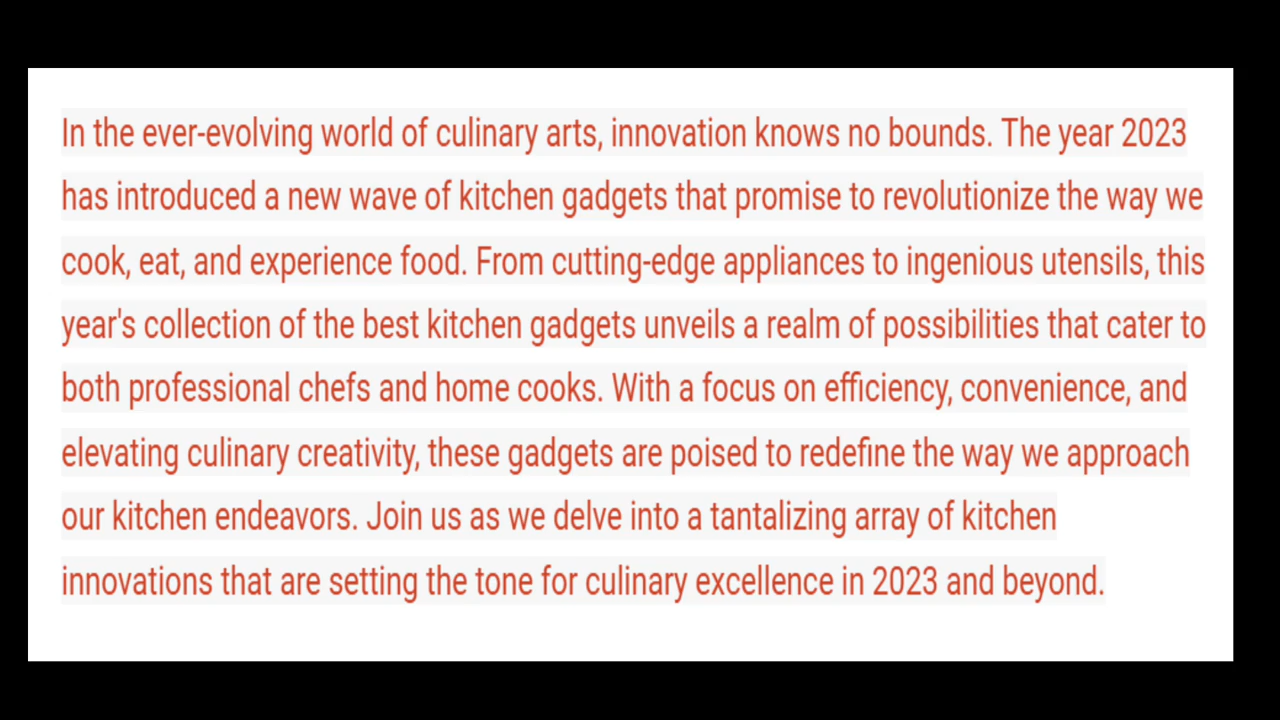 In the ever-evolving world of culinary arts, innovation knows no bounds. The year 2023
has introduced a new wave of kitchen gadgets that promise to revolutionize the way we
cook, eat, and experience food. From cutting-edge appliances to ingenious utensils, this
year's collection of the best kitchen gadgets unveils a realm of possibilities that cater to
both professional chefs and home cooks. With a focus on efficiency, convenience, and
elevating culinary creativity, these gadgets are poised to redefine the way we approach
our kitchen endeavors. Join us as we delve into a tantalizing array of kitchen
innovations that are setting the tone for culinary excellence in 2023 and beyond.